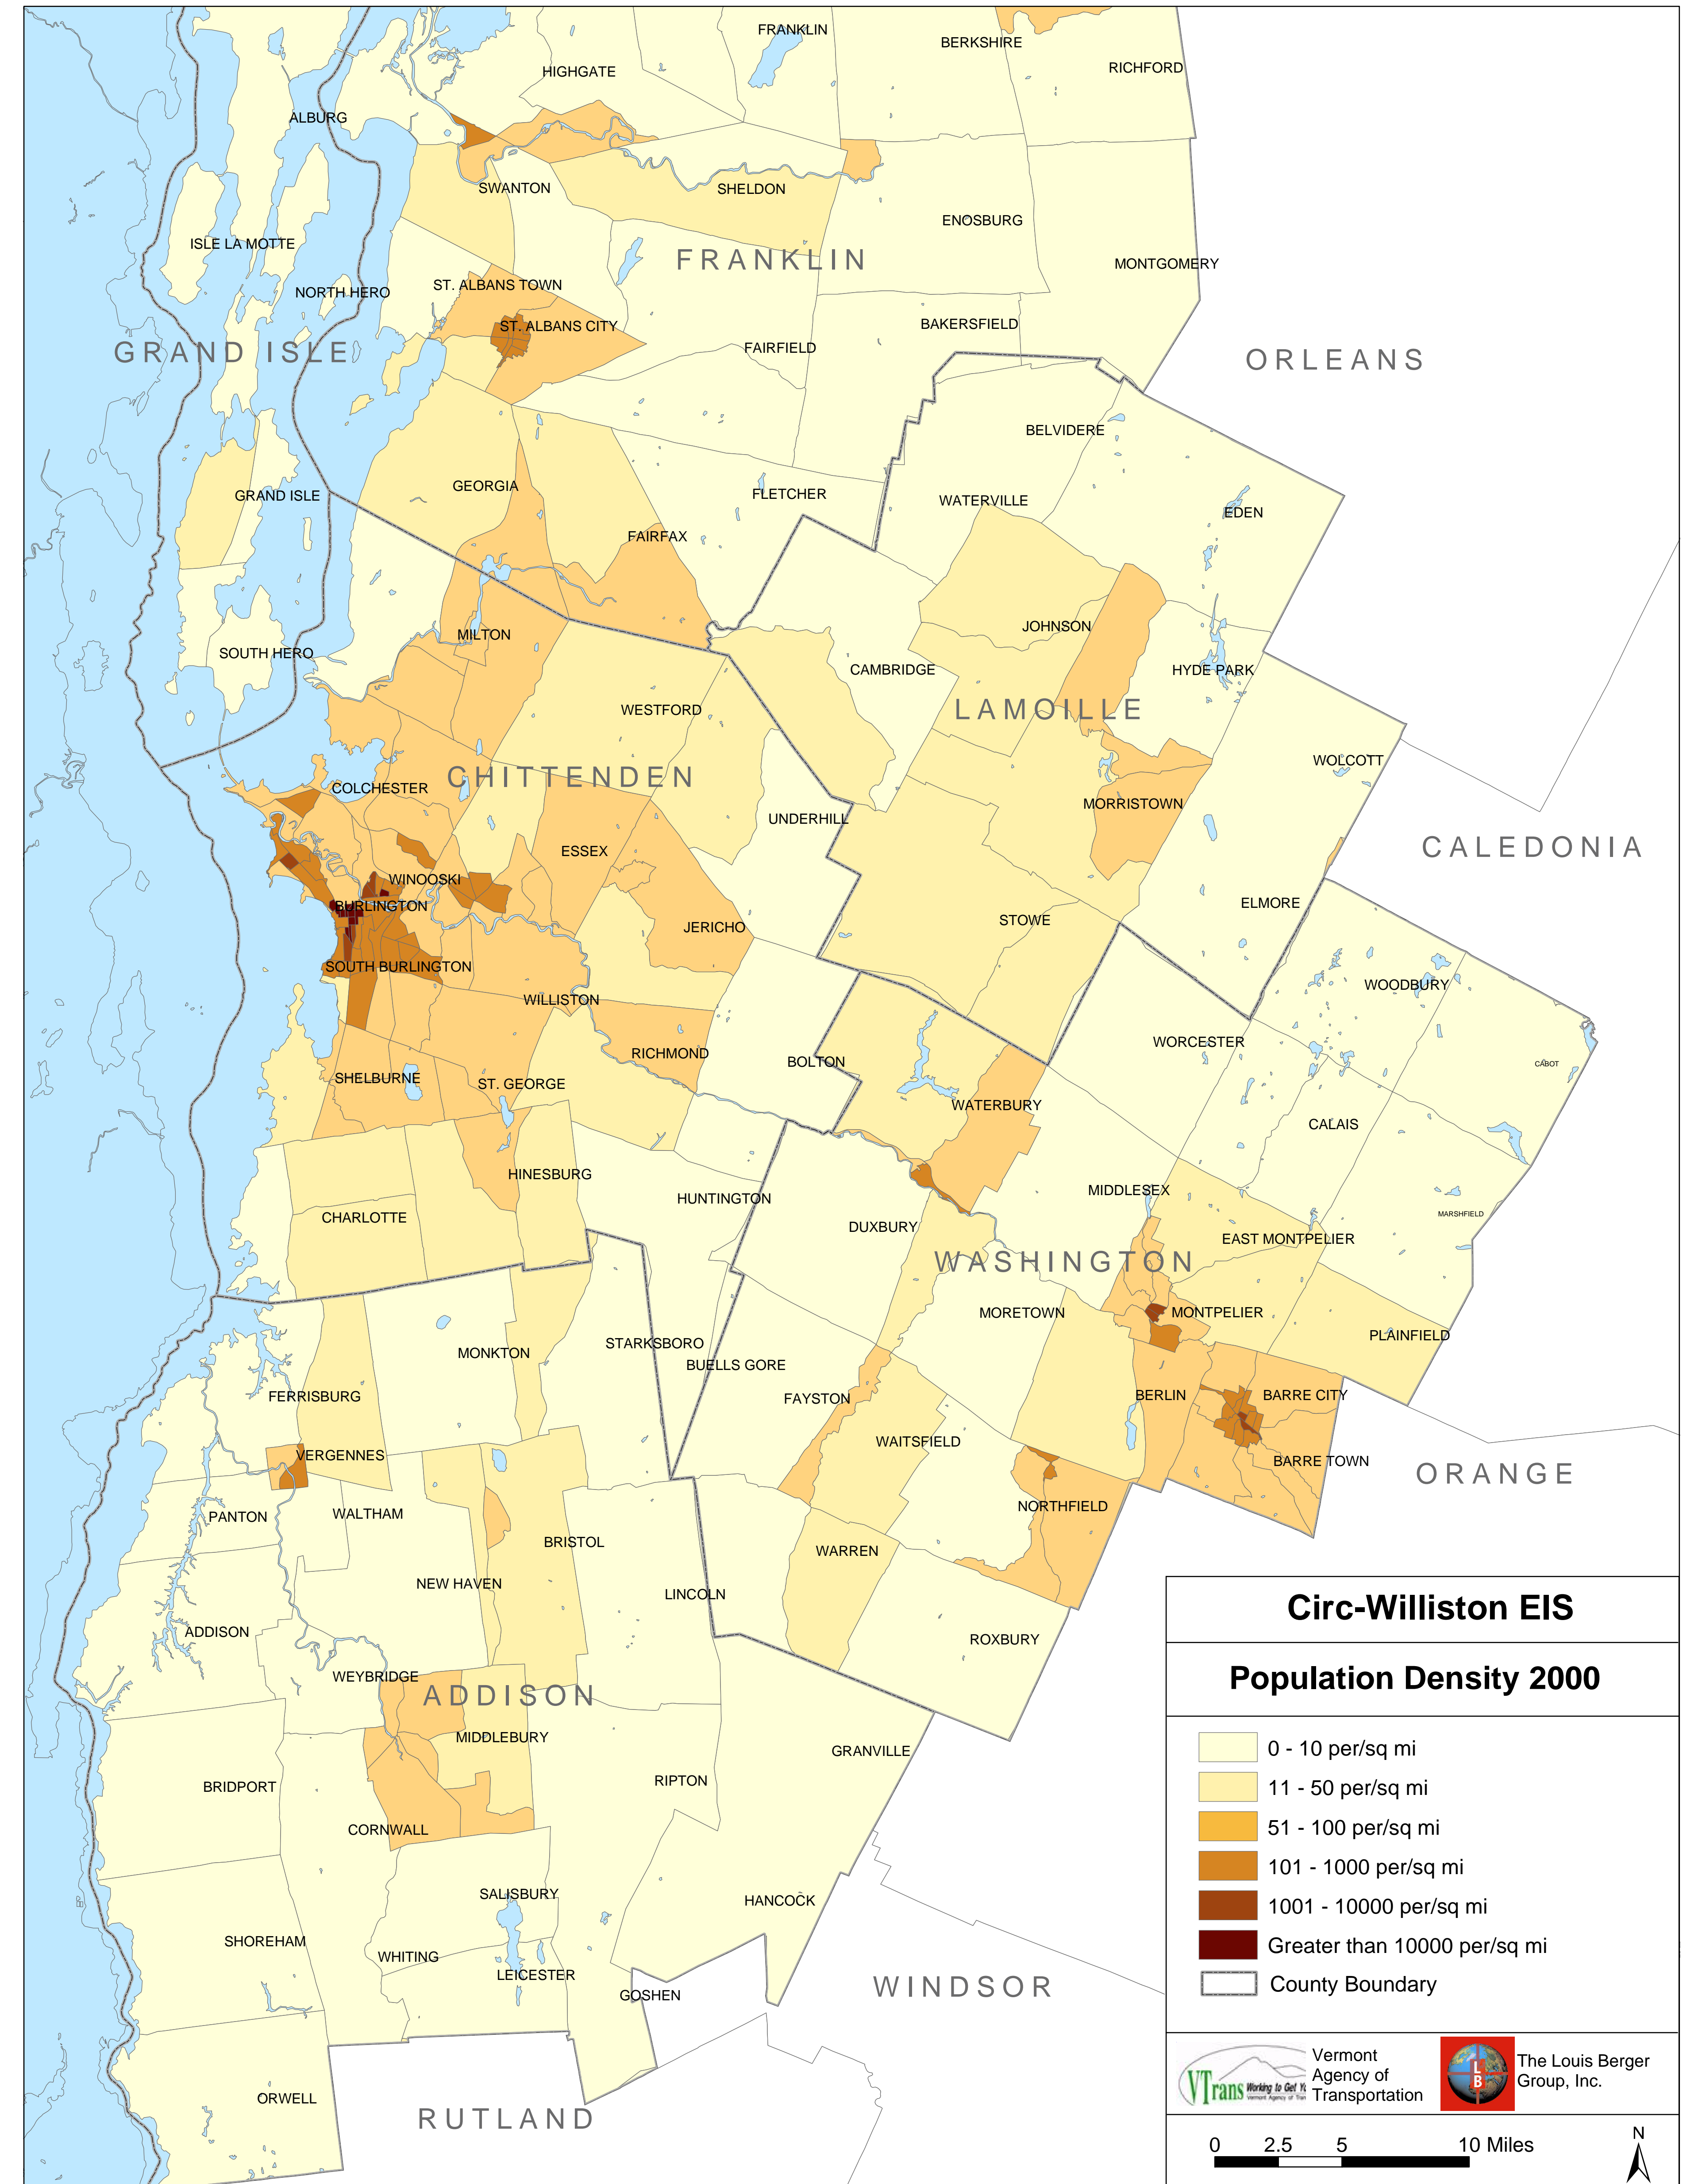 FRANKLIN
BERKSHIRE
RICHFORD
HIGHGATE
ALBURG
SWANTON
SHELDON
ENOSBURG
ISLE LA MOTTE
FRANKLIN
MONTGOMERY
NORTH HERO
ST. ALBANS TOWN
ST. ALBANS CITY
BAKERSFIELD
GRAND ISLE
FAIRFIELD
ORLEANS
BELVIDERE
GEORGIA
GRAND ISLE
FLETCHER
WATERVILLE
EDEN
FAIRFAX
MILTON
JOHNSON
SOUTH HERO
CAMBRIDGE
HYDE PARK
WESTFORD
LAMOILLE
WOLCOTT
COLCHESTER
CHITTENDEN
MORRISTOWN
UNDERHILL
CALEDONIA
ESSEX
WINOOSKI
BURLINGTON
ELMORE
STOWE
JERICHO
SOUTH BURLINGTON
WOODBURY
WILLISTON
WORCESTER
RICHMOND
BOLTON
CABOT
SHELBURNE
ST. GEORGE
WATERBURY
CALAIS
HINESBURG
MIDDLESEX
HUNTINGTON
MARSHFIELD
CHARLOTTE
DUXBURY
EAST MONTPELIER
WASHINGTON
MORETOWN
MONTPELIER
PLAINFIELD
STARKSBORO
MONKTON
BUELLS GORE
FERRISBURG
FAYSTON
BERLIN
BARRE CITY
WAITSFIELD
VERGENNES
BARRE TOWN
ORANGE
NORTHFIELD
PANTON
WALTHAM
BRISTOL
WARREN
NEW HAVEN
LINCOLN
ADDISON
ROXBURY
WEYBRIDGE
ADDISON
MIDDLEBURY
GRANVILLE
BRIDPORT
RIPTON
CORNWALL
SALISBURY
HANCOCK
SHOREHAM
WHITING
LEICESTER
GOSHEN
WINDSOR
ORWELL
RUTLAND
Circ-Williston EIS
Population Density 2000
0 - 10 per/sq mi
11 - 50 per/sq mi
51 - 100 per/sq mi
101 - 1000 per/sq mi
1001 - 10000 per/sq mi
Greater than 10000 per/sq mi
County Boundary
VTrans Working to Get
Vermont Agency of
Vermont
Agency of
Transportation
L
B
The Louis Berger
Group, Inc.
0 2.5 5 10 Miles
N